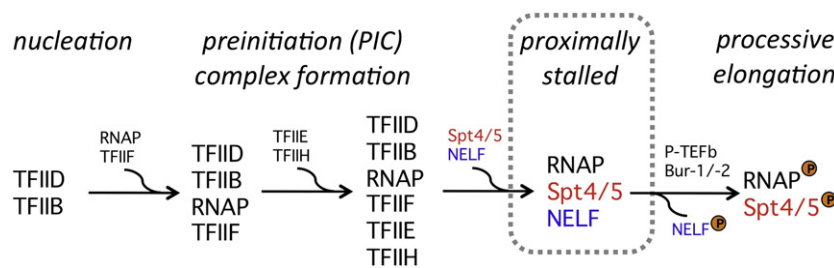 nucleation
preinitiation (PIC)
complex formation
proximally
stalled
processive
elongation
TFIID
TFIIB
RNAP
TFIIF
TFIID
TFIIB
RNAP
TFIIF
TFIIE
TFIIH
TFIID
TFIIB
RNAP
TFIIF
TFIIE
TFIIH
Spt4/5
NELF
RNAP
Spt4/5
NELF
P-TEFb
Bur-1/-2
NELF P
RNAP P
Spt4/5 P